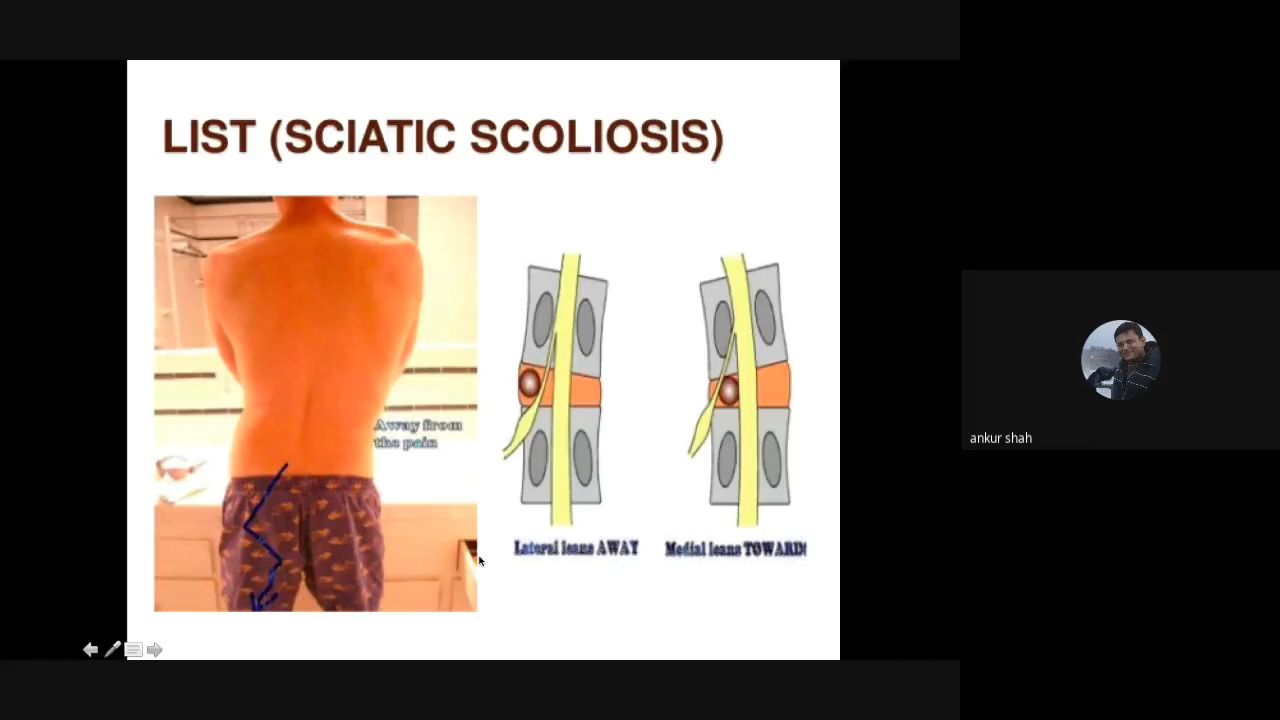 LIST (SCIATIC SCOLIOSIS)
Away from
the pain
Lateral leans AWAY
Medial leans TOWARD
ankur shah